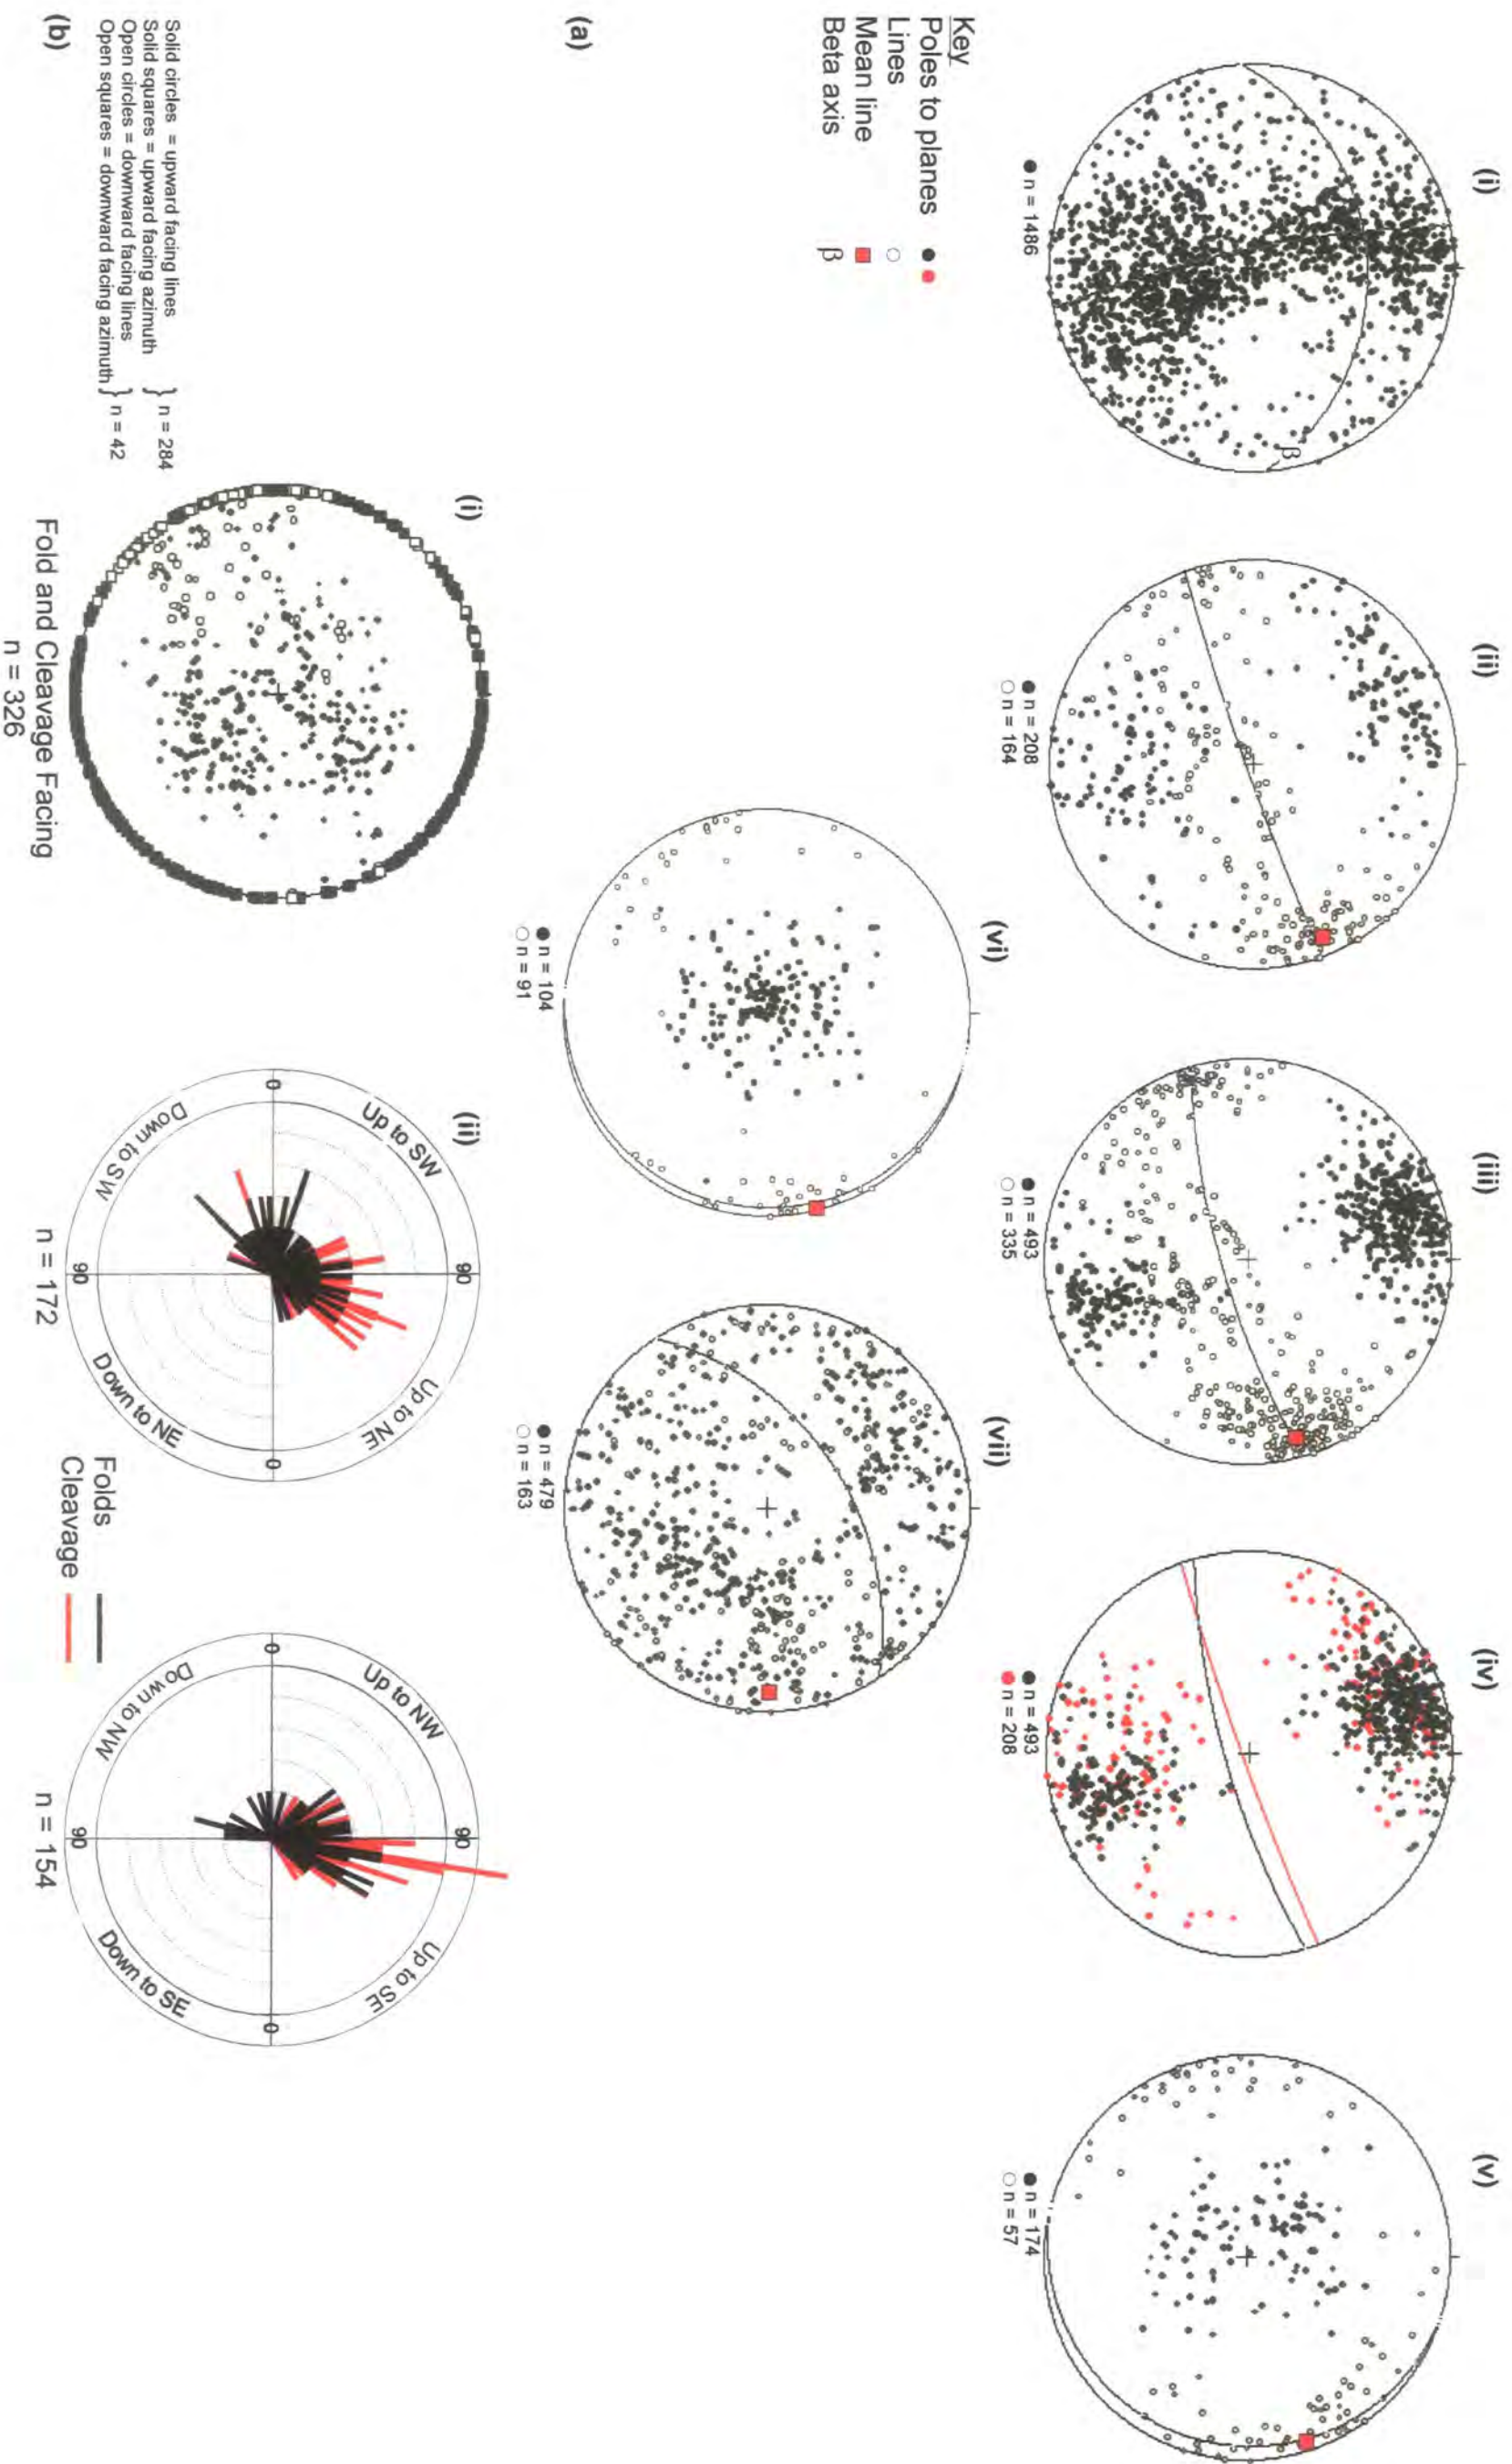 (i)
(ii)
(iii)
(iv)
(v)
β
● n = 1486
● n = 208
○ n = 164
● n = 493
○ n = 335
● n = 493
● n = 208
● n = 174
○ n = 57
Key
Poles to planes ● ●
Lines ○
Mean line ■
Beta axis β
(vi)
(vii)
● n = 104
○ n = 91
● n = 479
○ n = 163
(a)
(i)
(ii)
Solid circles = upward facing lines
Solid squares = upward facing azimuth
} n = 284
Open circles = downward facing lines
Open squares = downward facing azimuth
} n = 42
Fold and Cleavage Facing
n = 326
90
Up to SW
Up to NE
0
0
Down to SW
Down to NE
90
n = 172
Folds
Cleavage
90
Up to NW
Up to SE
0
0
Down to NW
Down to SE
90
n = 154
(b)